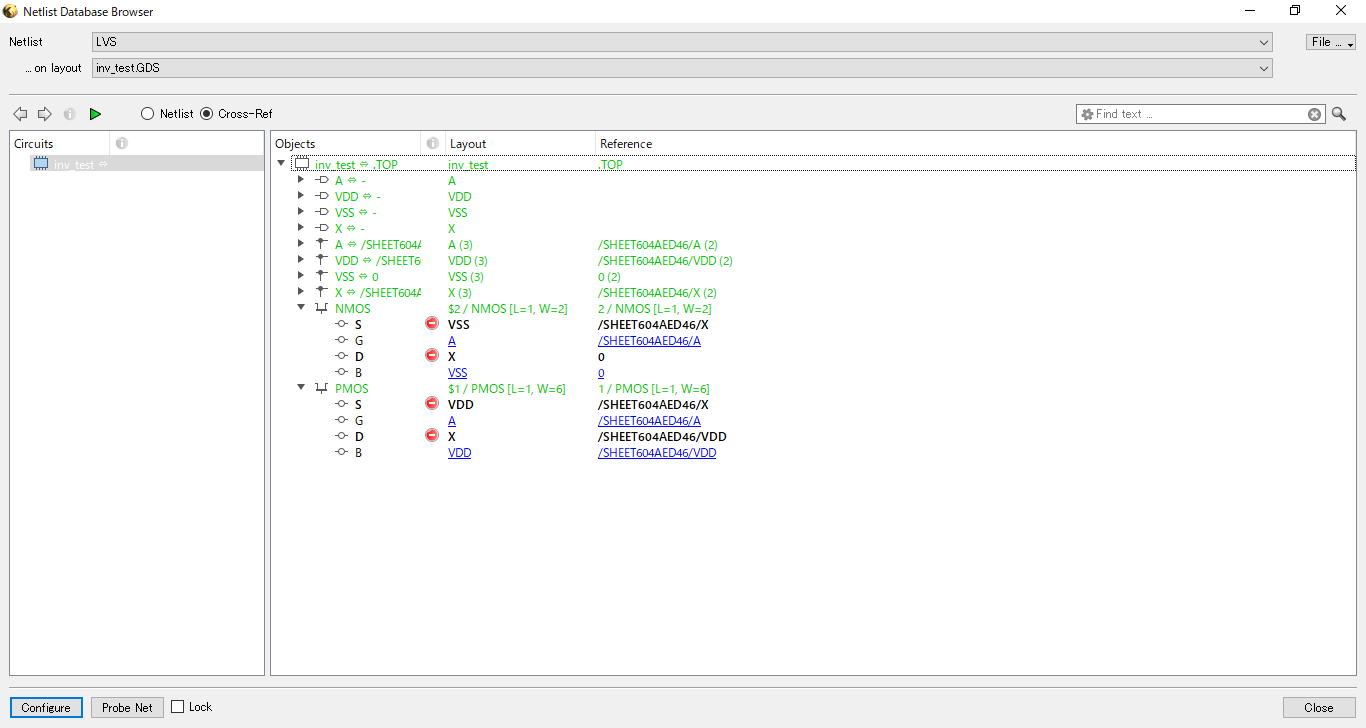 Netlist Database Browser
Netlist LVS File ...
... on layout inv_test.GDS
Netlist Cross-Ref Find text ...
Circuits
inv_test ⇔
Objects Layout Reference
inv_test ⇔ .TOP inv_test .TOP
A ⇔ - A
VDD ⇔ - VDD
VSS ⇔ - VSS
X ⇔ - X
A ⇔ /SHEET604A A (3) /SHEET604AED46/A (2)
VDD ⇔ /SHEET6 VDD (3) /SHEET604AED46/VDD (2)
VSS ⇔ 0 VSS (3) 0 (2)
X ⇔ /SHEET604A X (3) /SHEET604AED46/X (2)
NMOS $2 / NMOS [L=1, W=2] 2 / NMOS [L=1, W=2]
S VSS /SHEET604AED46/X
G A /SHEET604AED46/A
D X 0
B VSS 0
PMOS $1 / PMOS [L=1, W=6] 1 / PMOS [L=1, W=6]
S VDD /SHEET604AED46/X
G A /SHEET604AED46/A
D X /SHEET604AED46/VDD
B VDD /SHEET604AED46/VDD
Configure Probe Net Lock Close